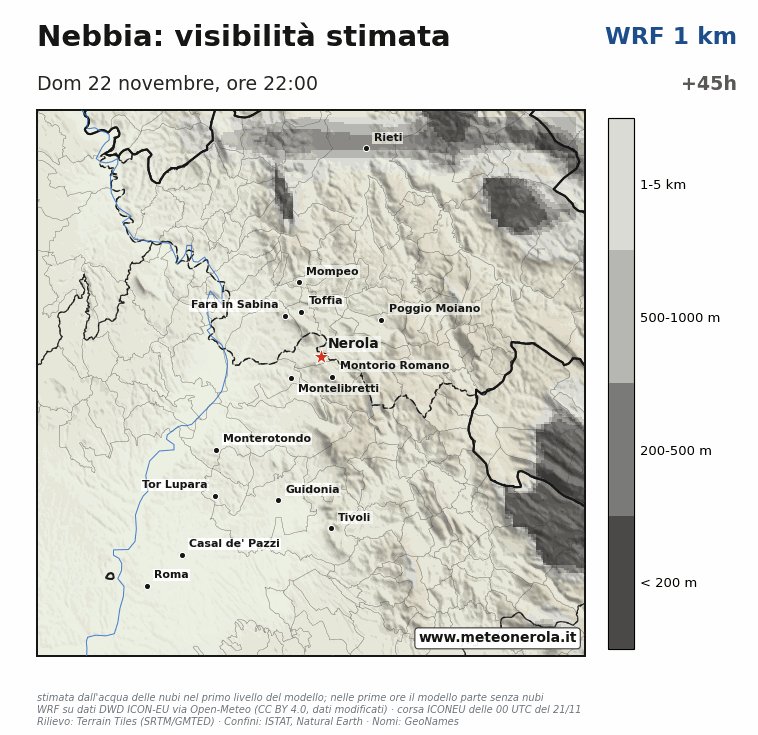 Nebbia: visibilità stimata
WRF 1 km
Dom 22 novembre, ore 22:00
+45h
Rieti
1-5 km
Mompeo
Fara in Sabina
Toffia
Poggio Moiano
500-1000 m
Nerola
Montorio Romano
Montelibretti
Monterotondo
200-500 m
Tor Lupara
Guidonia
Tivoli
Casal de' Pazzi
Roma
< 200 m
www.meteonerola.it
stimata dall'acqua delle nubi nel primo livello del modello; nelle prime ore il modello parte senza nubi
WRF su dati DWD ICON-EU via Open-Meteo (CC BY 4.0, dati modificati) · corsa ICONEU delle 00 UTC del 21/11
Rilievo: Terrain Tiles (SRTM/GMTED) · Confini: ISTAT, Natural Earth · Nomi: GeoNames